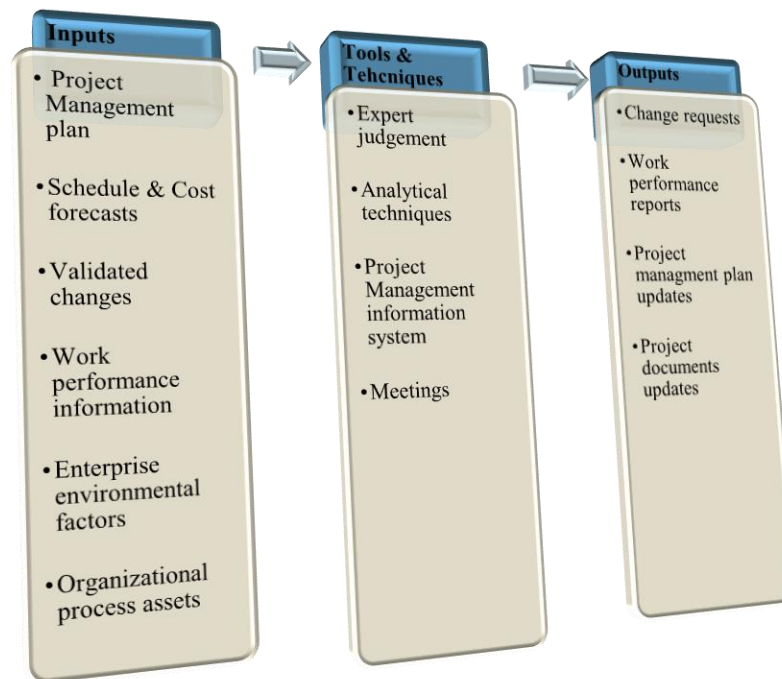 Inputs
• Project
Management
plan
• Schedule & Cost
forecasts
• Validated
changes
• Work
performance
information
• Enterprise
environmental
factors
• Organizational
process assets
Tools &
Tehcniques
• Expert
judgement
• Analytical
techniques
• Project
Management
information
system
• Meetings
Outputs
• Change requests
• Work
performance
reports
• Project
managment plan
updates
• Project
documents
updates